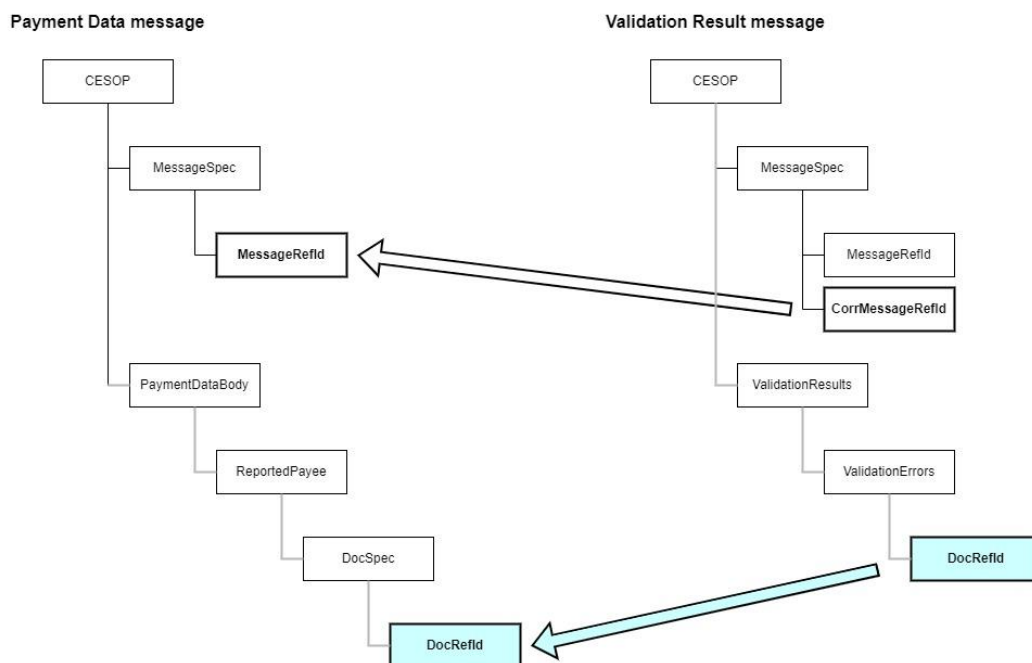 Payment Data message
Validation Result message
CESOP
CESOP
MessageSpec
MessageSpec
MessageRefId
MessageRefId
CorrMessageRefId
PaymentDataBody
ValidationResults
ReportedPayee
ValidationErrors
DocSpec
DocRefId
DocRefId